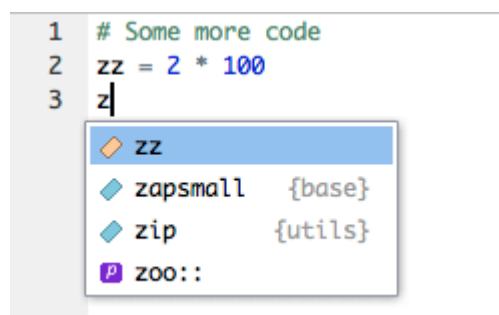 1 # Some more code
2 zz = 2 * 100
3 z
zz
zapsmall {base}
zip {utils}
P zoo::